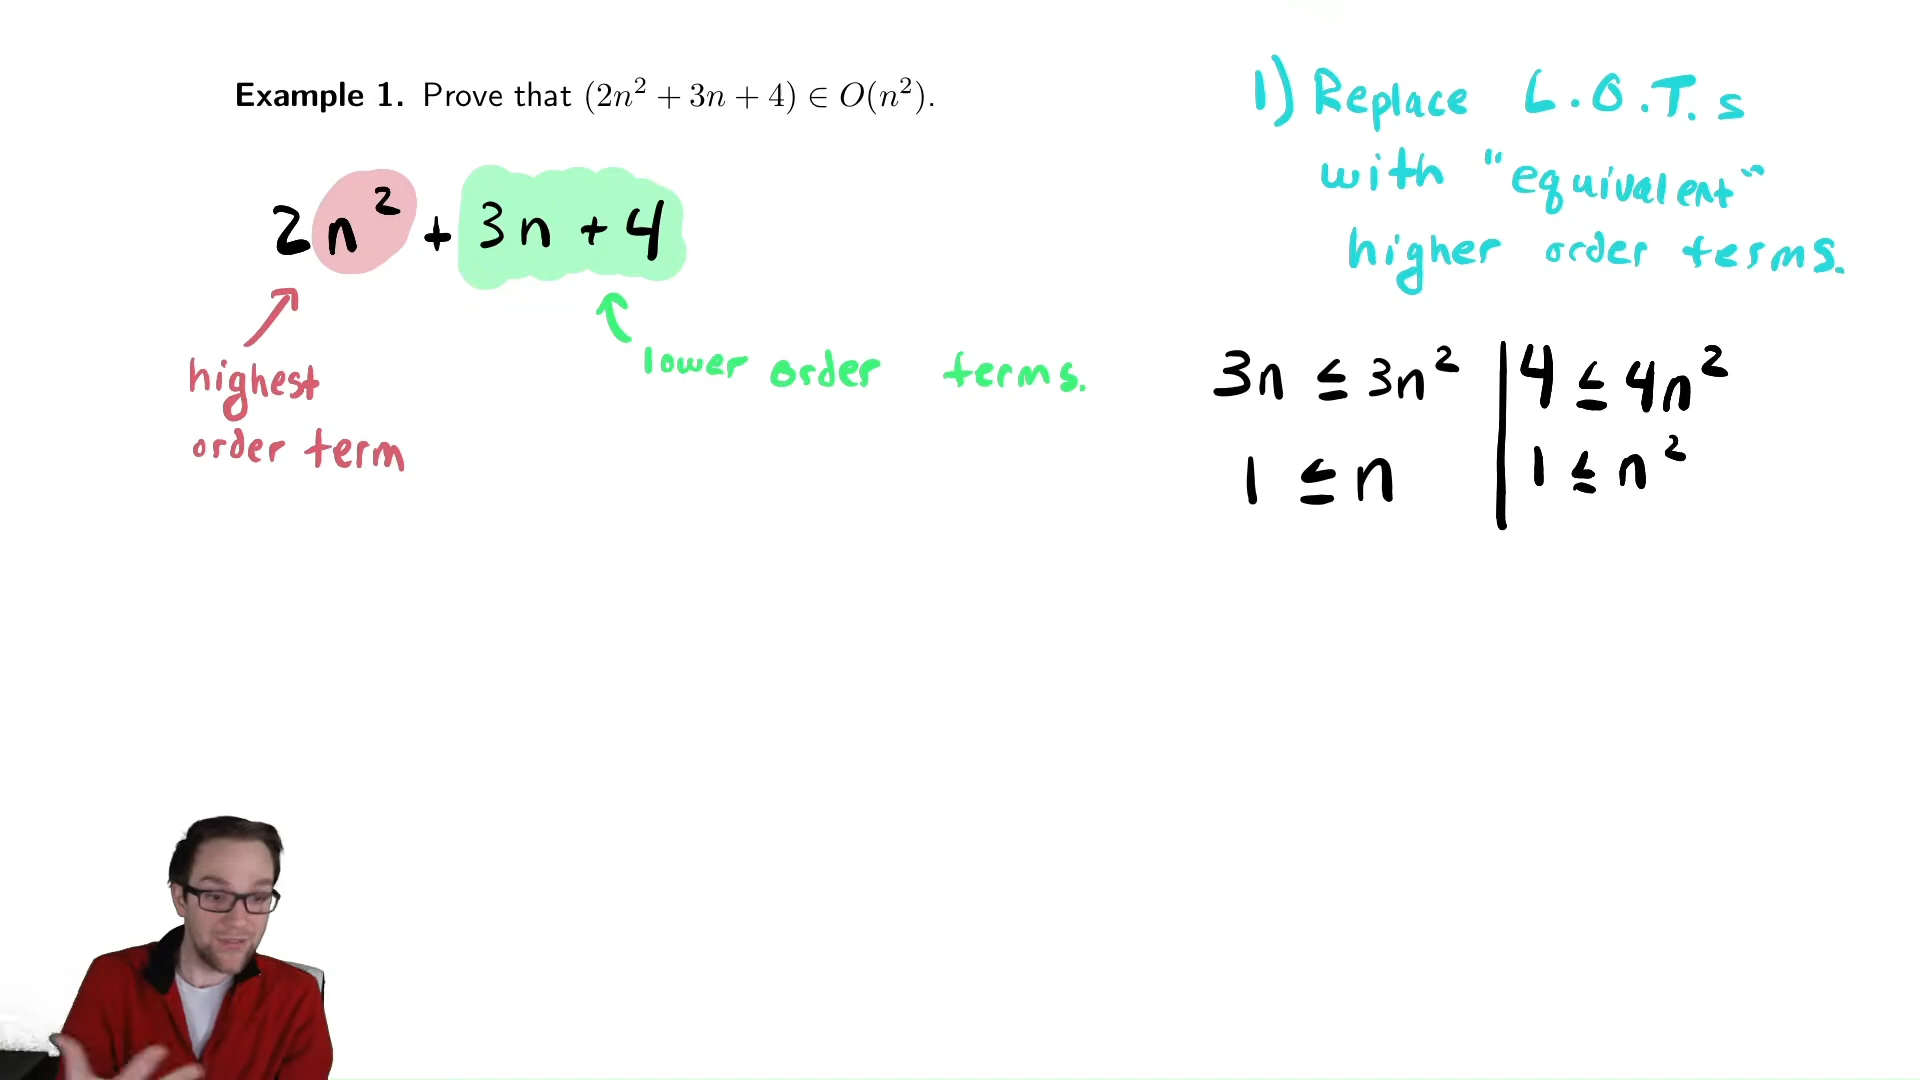 Example 1. Prove that (2n² + 3n + 4) ∈ O(n²).
2n² + 3n + 4
highest
order term
lower order terms.
1) Replace L.O.T.s
with "equivalent"
higher order terms.
3n ≤ 3n² | 4 ≤ 4n²
1 ≤ n | 1 ≤ n²